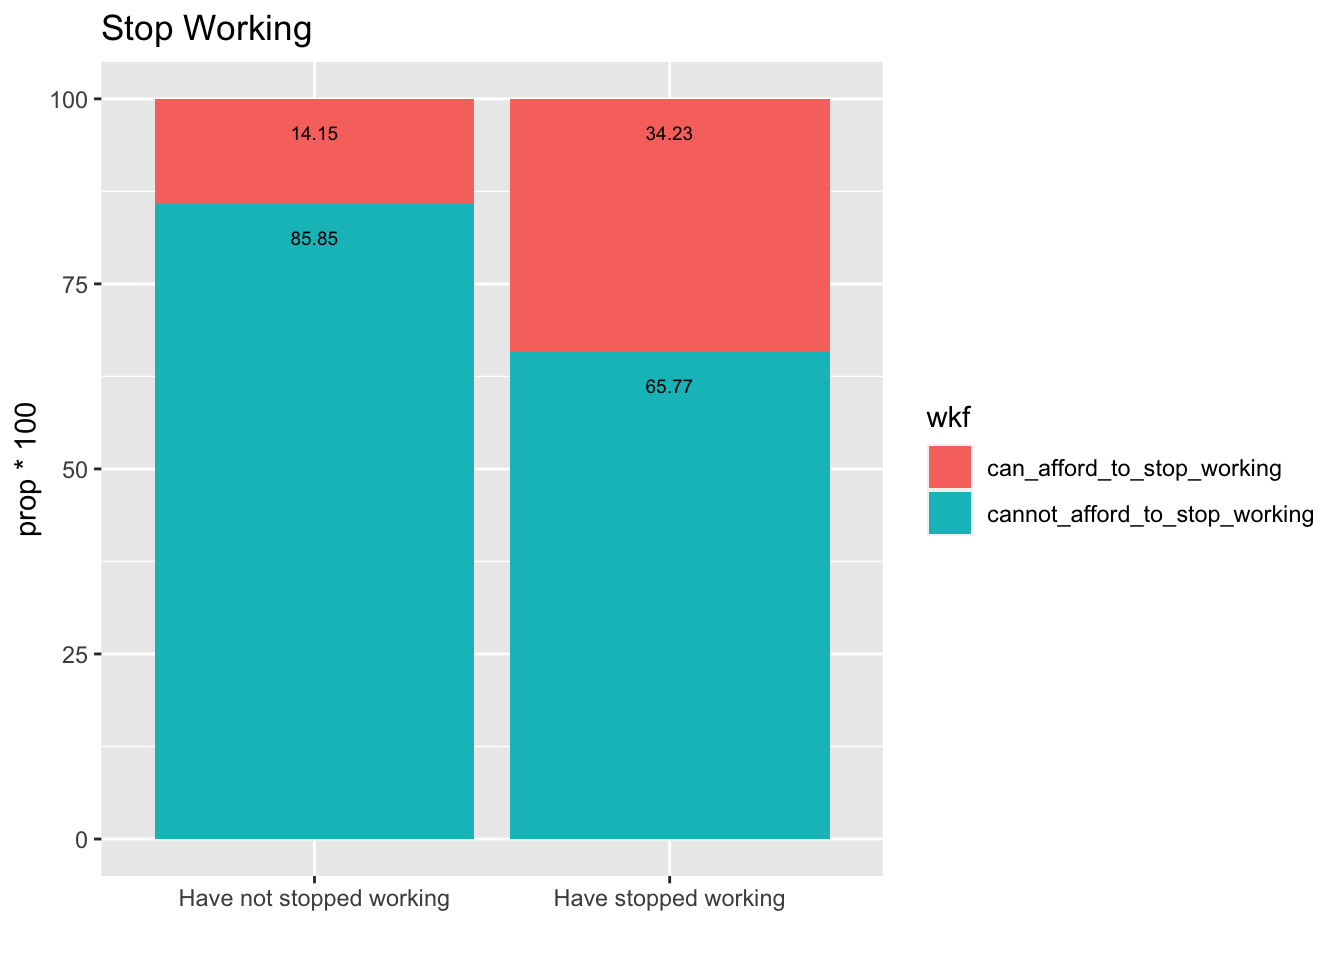 Stop Working
100
75
50
25
0
prop * 100
14.15
34.23
85.85
65.77
Have not stopped working
Have stopped working
wkf
can_afford_to_stop_working
cannot_afford_to_stop_working